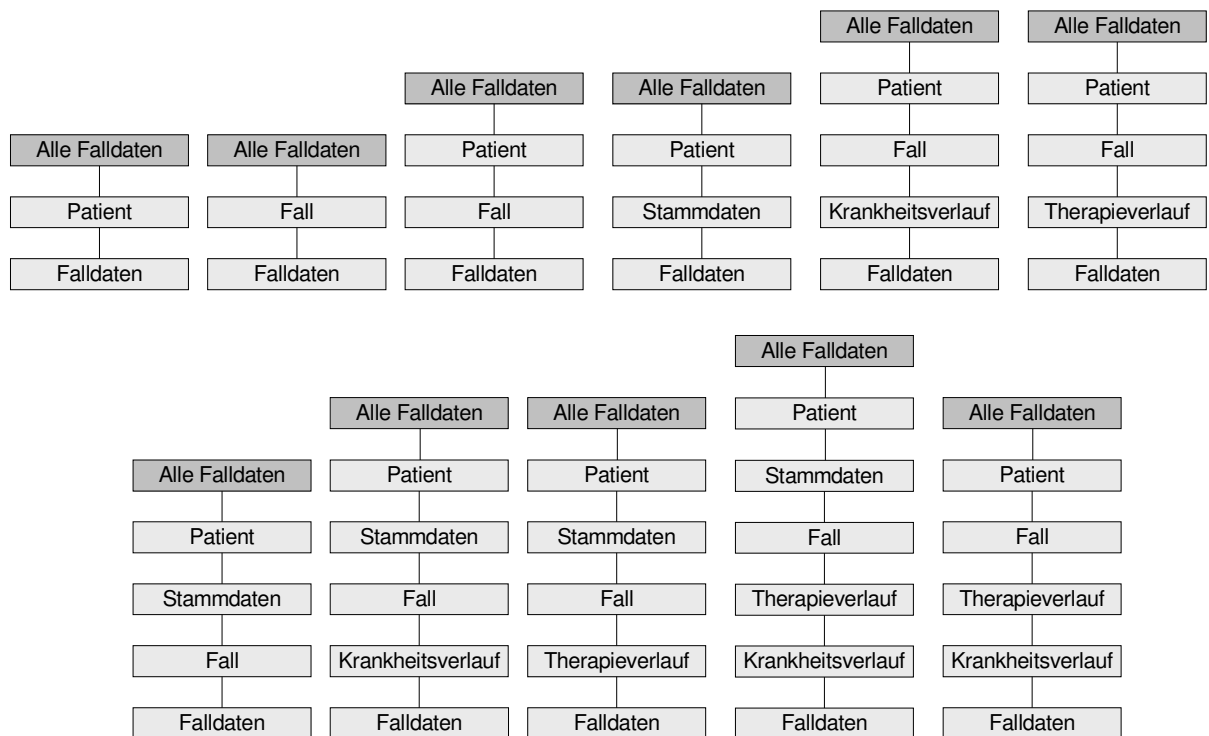 Alle Falldaten
Patient
Falldaten
Alle Falldaten
Fall
Falldaten
Alle Falldaten
Patient
Fall
Falldaten
Alle Falldaten
Patient
Stammdaten
Falldaten
Alle Falldaten
Patient
Fall
Krankheitsverlauf
Falldaten
Alle Falldaten
Patient
Fall
Therapieverlauf
Falldaten
Alle Falldaten
Patient
Stammdaten
Fall
Falldaten
Alle Falldaten
Patient
Stammdaten
Fall
Krankheitsverlauf
Falldaten
Alle Falldaten
Patient
Stammdaten
Fall
Therapieverlauf
Falldaten
Alle Falldaten
Patient
Stammdaten
Fall
Therapieverlauf
Krankheitsverlauf
Falldaten
Alle Falldaten
Patient
Fall
Therapieverlauf
Krankheitsverlauf
Falldaten